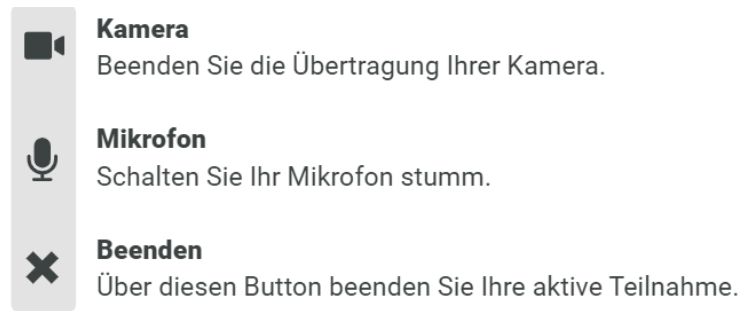 Kamera
Beenden Sie die Übertragung Ihrer Kamera.
Mikrofon
Schalten Sie Ihr Mikrofon stumm.
Beenden
Über diesen Button beenden Sie Ihre aktive Teilnahme.